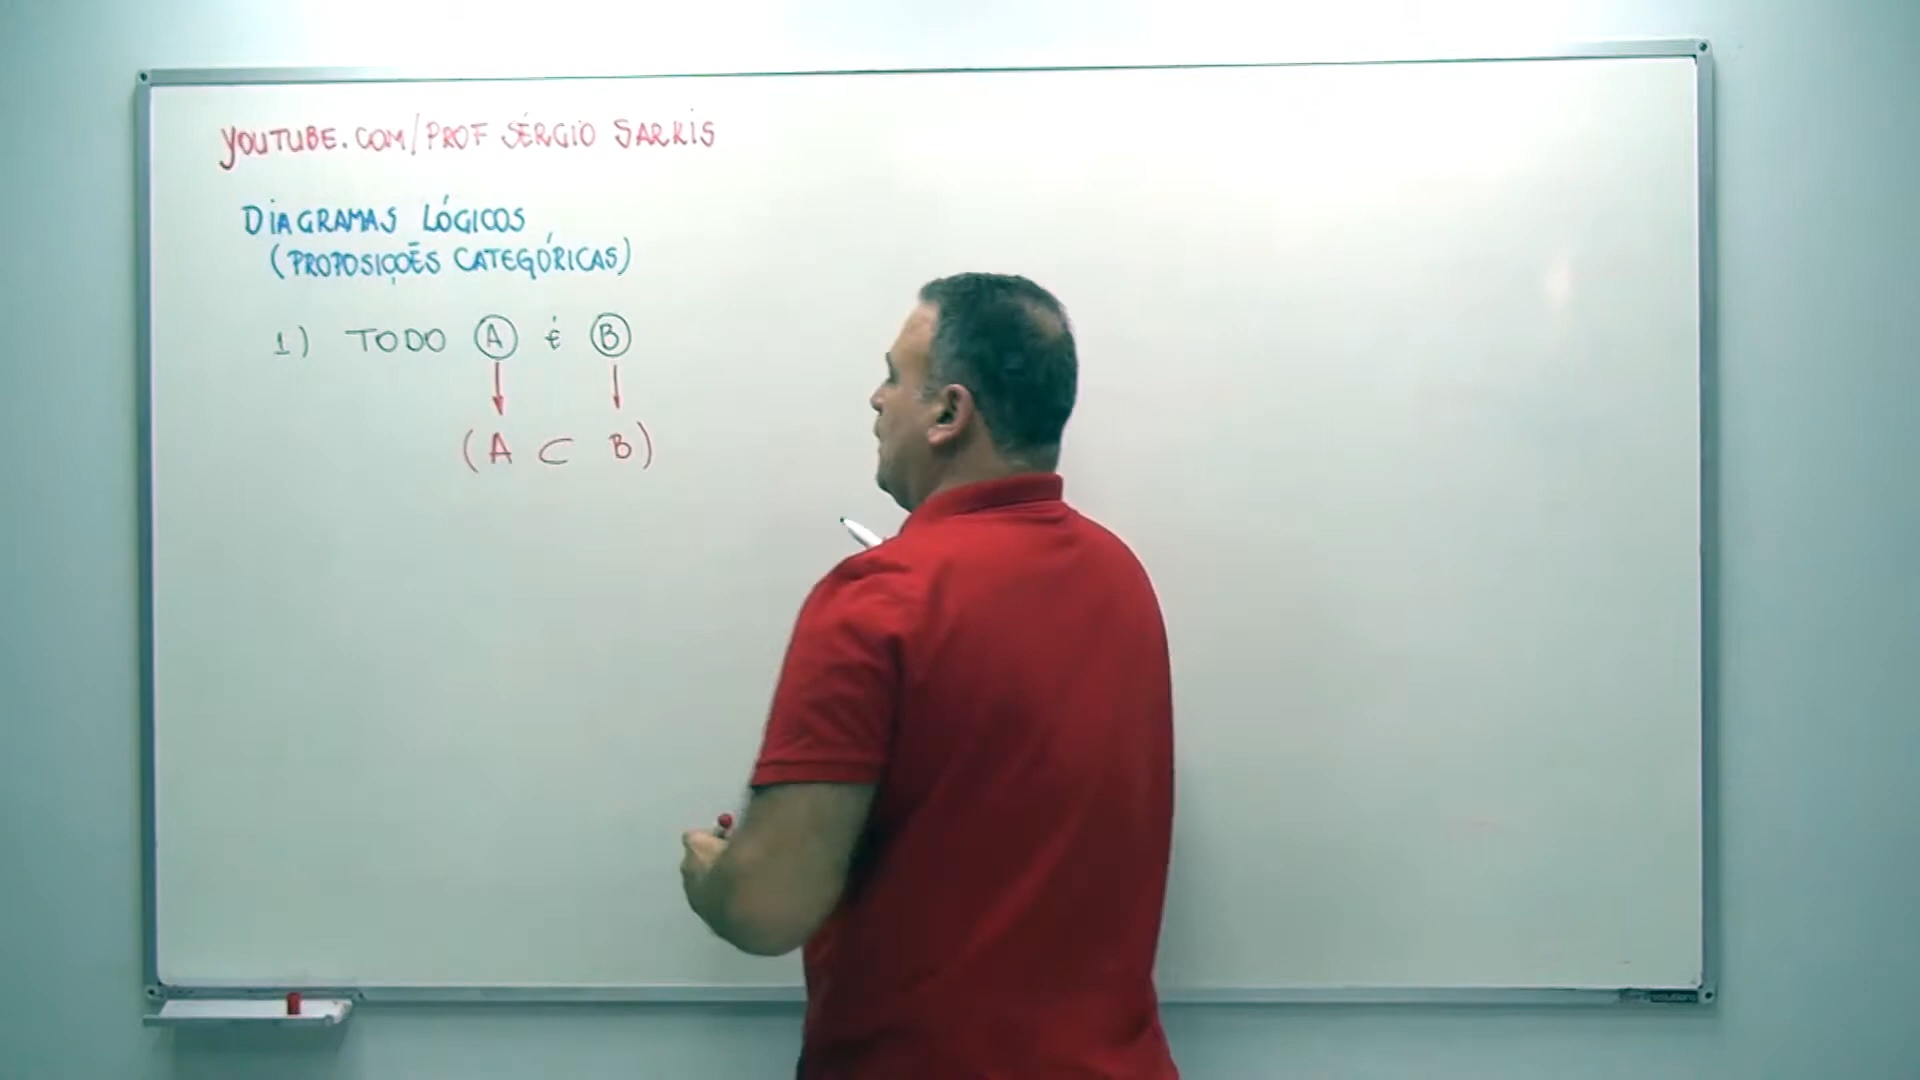 YOUTUBE.COM/PROF SÉRGIO SARKIS
DIAGRAMAS LÓGICOS
(PROPOSIÇÕES CATEGÓRICAS)
1) TODO A É B
(A ⊂ B)